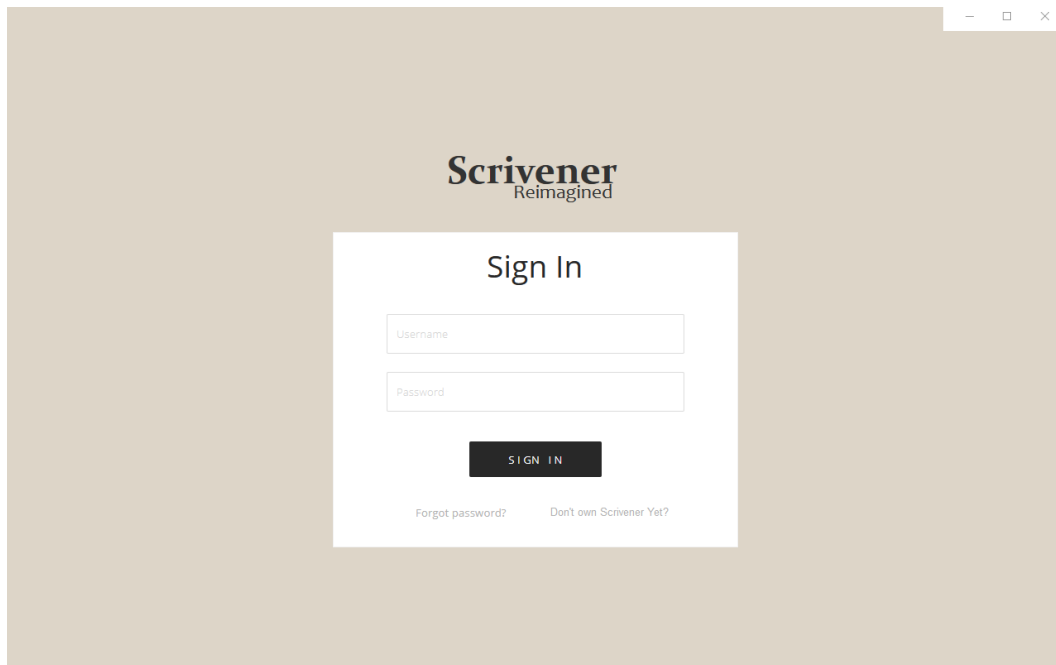 Scrivener
Reimagined
Sign In
Username
Password
SIGN IN
Forgot password?
Don't own Scrivener Yet?